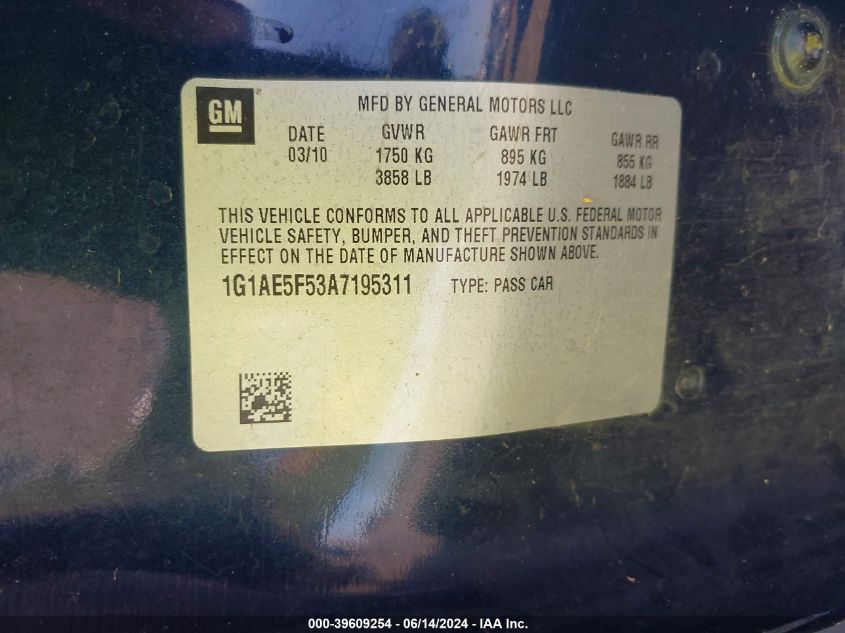 GM ®
MFD BY GENERAL MOTORS LLC
DATE GVWR GAWR FRT GAWR RR
03/10 1750 KG 895 KG 855 KG
3858 LB 1974 LB 1884 LB
THIS VEHICLE CONFORMS TO ALL APPLICABLE U.S. FEDERAL MOTOR
VEHICLE SAFETY, BUMPER, AND THEFT PREVENTION STANDARDS IN
EFFECT ON THE DATE OF MANUFACTURE SHOWN ABOVE.
1G1AE5F53A7195311 TYPE: PASS CAR
000-39609254 - 06/14/2024 - IAA Inc.